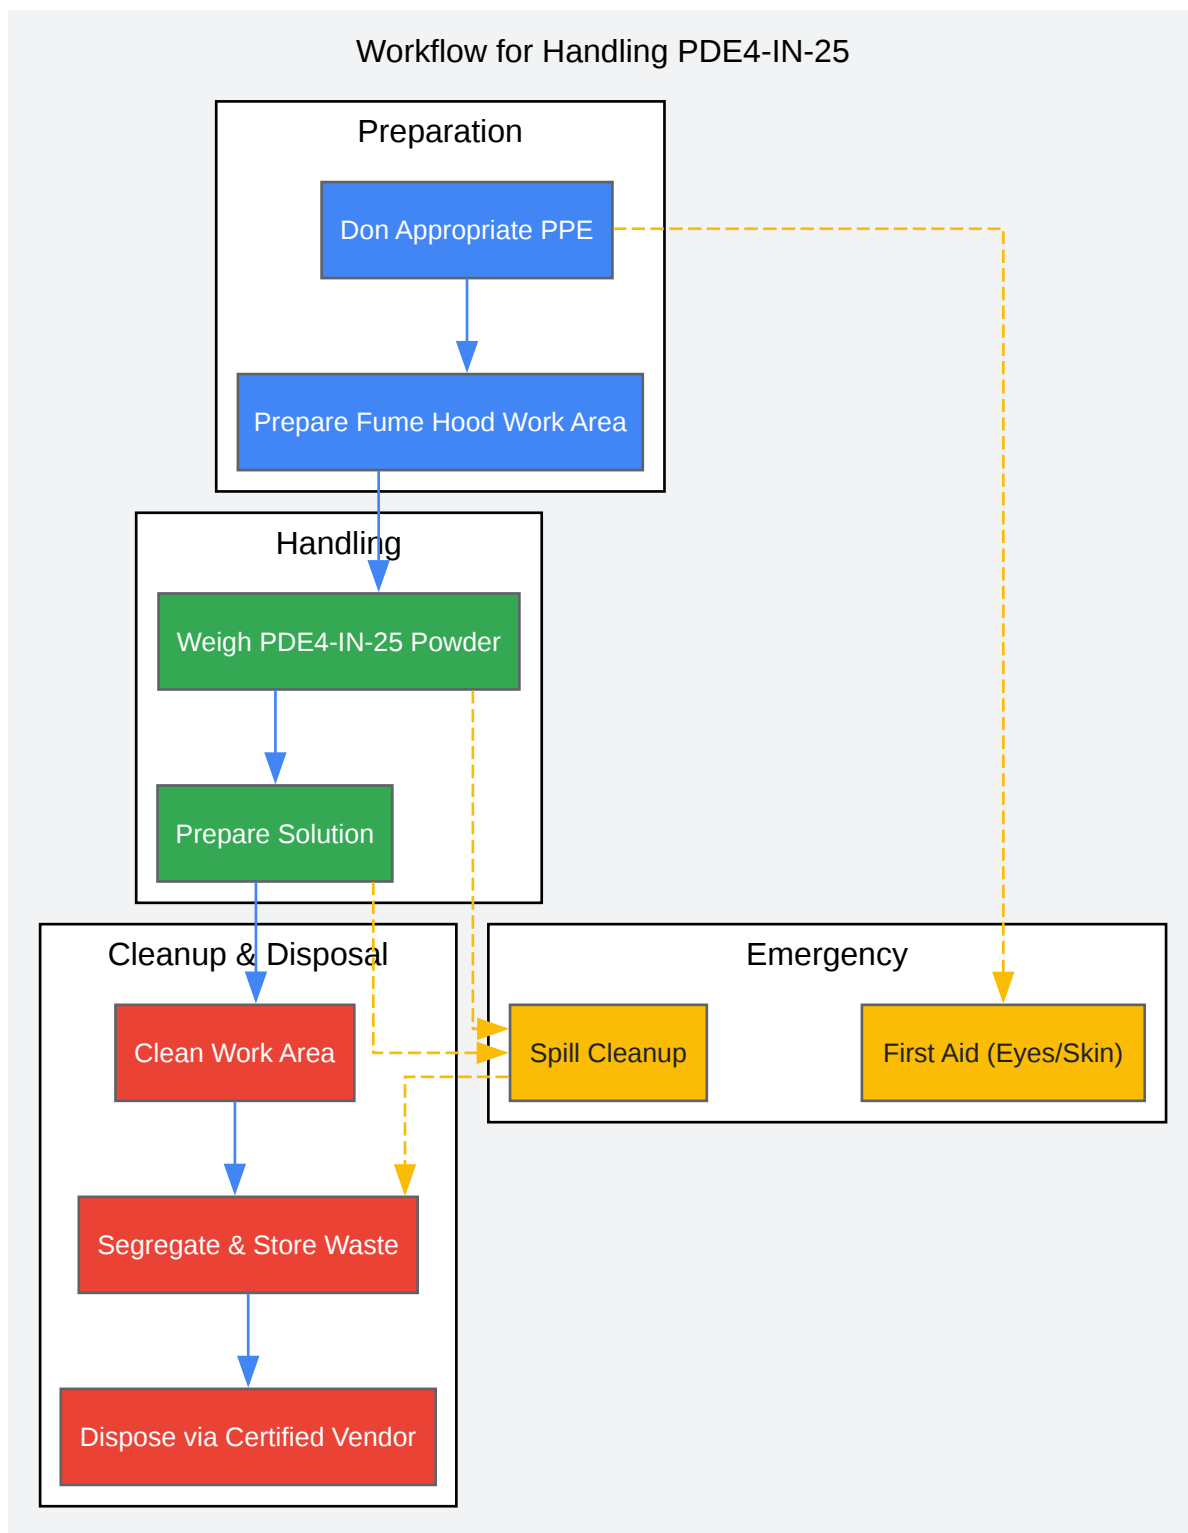 Workflow for Handling PDE4-IN-25
Preparation
Don Appropriate PPE
Prepare Fume Hood Work Area
Handling
Weigh PDE4-IN-25 Powder
Prepare Solution
Cleanup & Disposal
Clean Work Area
Segregate & Store Waste
Dispose via Certified Vendor
Emergency
Spill Cleanup
First Aid (Eyes/Skin)